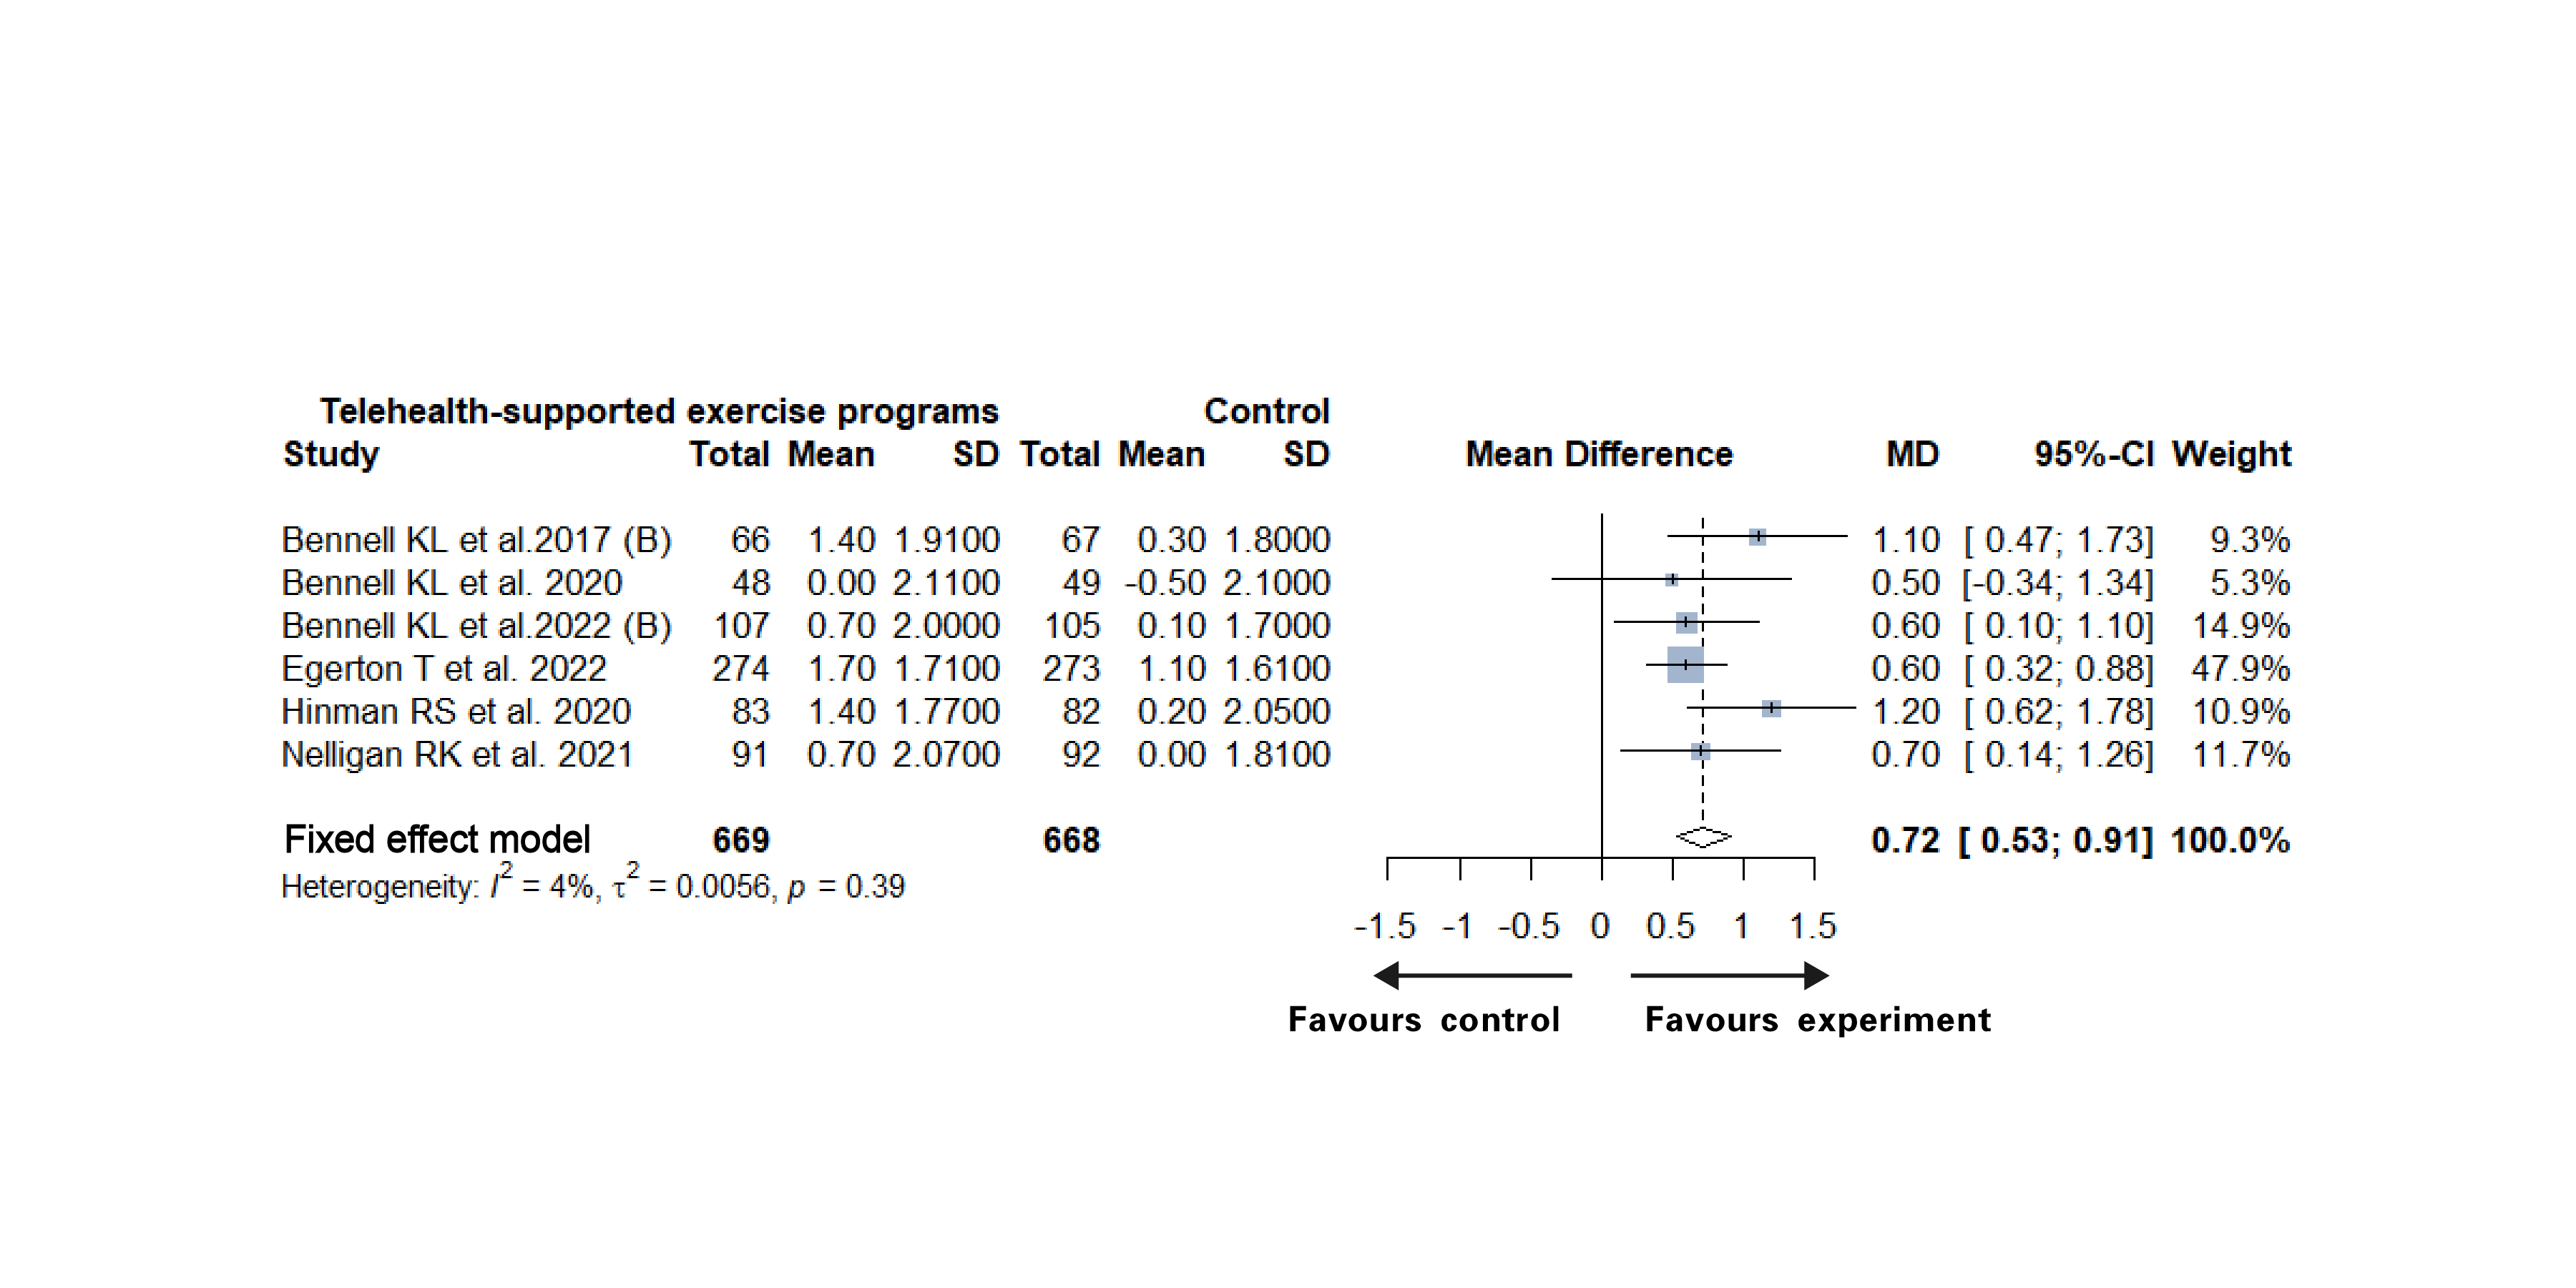 Telehealth-supported exercise programs Control
Study Total Mean SD Total Mean SD Mean Difference MD 95%-CI Weight
Bennell KL et al.2017 (B) 66 1.40 1.9100 67 0.30 1.8000 1.10 [ 0.47; 1.73] 9.3%
Bennell KL et al. 2020 48 0.00 2.1100 49 -0.50 2.1000 0.50 [-0.34; 1.34] 5.3%
Bennell KL et al.2022 (B) 107 0.70 2.0000 105 0.10 1.7000 0.60 [ 0.10; 1.10] 14.9%
Egerton T et al. 2022 274 1.70 1.7100 273 1.10 1.6100 0.60 [ 0.32; 0.88] 47.9%
Hinman RS et al. 2020 83 1.40 1.7700 82 0.20 2.0500 1.20 [ 0.62; 1.78] 10.9%
Nelligan RK et al. 2021 91 0.70 2.0700 92 0.00 1.8100 0.70 [ 0.14; 1.26] 11.7%
Fixed effect model 669 668 0.72 [ 0.53; 0.91] 100.0%
Heterogeneity: I² = 4%, τ² = 0.0056, p = 0.39
-1.5 -1 -0.5 0 0.5 1 1.5
Favours control Favours experiment